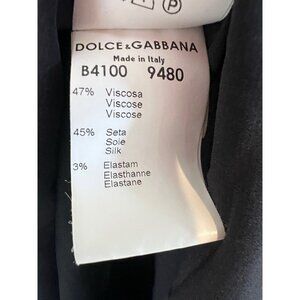 P
DOLCE&GABBANA
Made in Italy
B4100 9480
47% Viscosa
Viscose
Viscose
45% Seta
Soie
Silk
3% Elastam
Elasthanne
Elastane